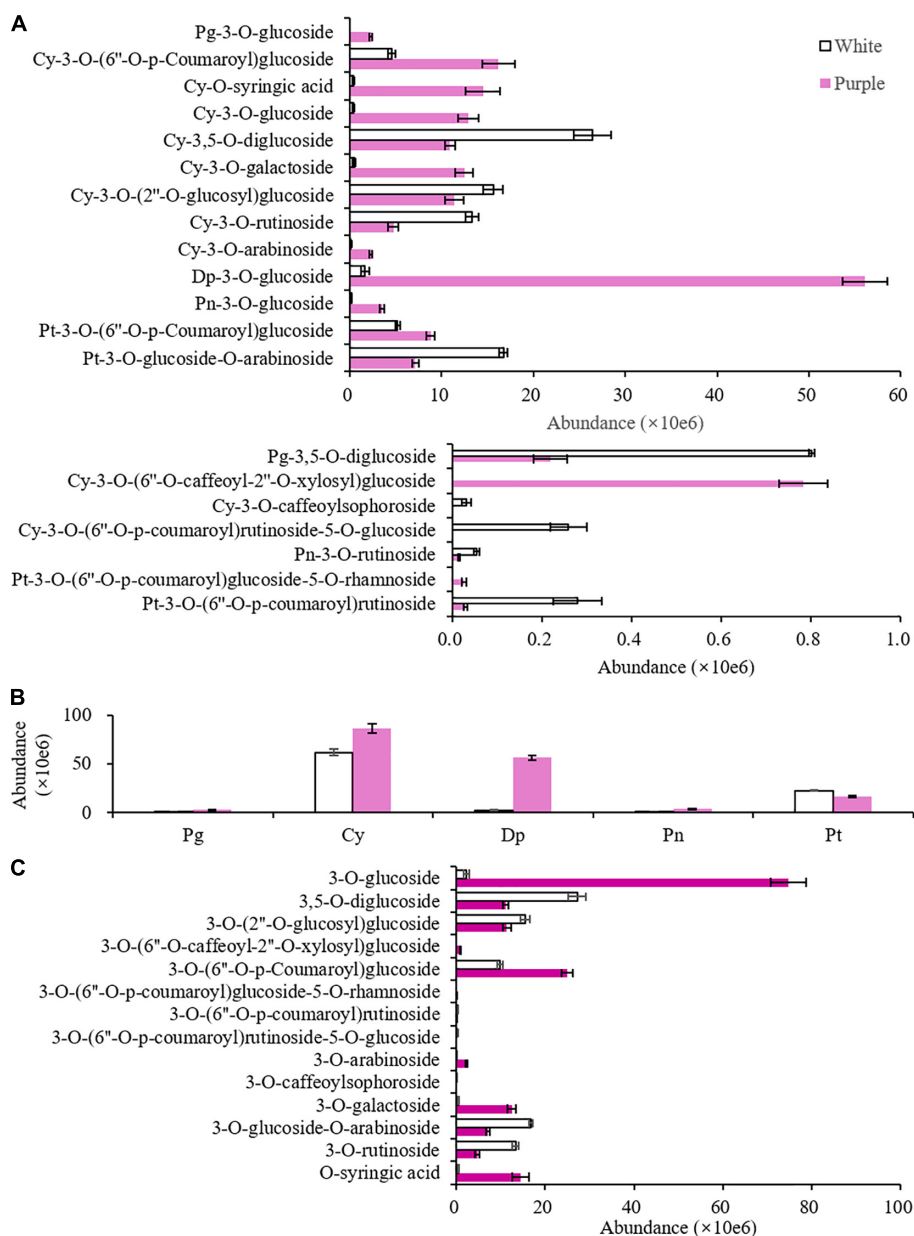 A
Pg-3-O-glucoside
Cy-3-O-(6"-O-p-Coumaroyl)glucoside
Cy-O-syringic acid
Cy-3-O-glucoside
Cy-3,5-O-diglucoside
Cy-3-O-galactoside
Cy-3-O-(2"-O-glucosyl)glucoside
Cy-3-O-rutinoside
Cy-3-O-arabinoside
Dp-3-O-glucoside
Pn-3-O-glucoside
Pt-3-O-(6"-O-p-Coumaroyl)glucoside
Pt-3-O-glucoside-O-arabinoside
White
Purple
0 10 20 30 40 50 60
Abundance (×10e6)
Pg-3,5-O-diglucoside
Cy-3-O-(6"-O-caffeoyl-2"-O-xylosyl)glucoside
Cy-3-O-caffeoylsophoroside
Cy-3-O-(6"-O-p-coumaroyl)rutinoside-5-O-glucoside
Pn-3-O-rutinoside
Pt-3-O-(6"-O-p-coumaroyl)glucoside-5-O-rhamnoside
Pt-3-O-(6"-O-p-coumaroyl)rutinoside
0.0 0.2 0.4 0.6 0.8 1.0
Abundance (×10e6)
B
Abundance
(×10e6)
100
50
0
Pg Cy Dp Pn Pt
C
3-O-glucoside
3,5-O-diglucoside
3-O-(2"-O-glucosyl)glucoside
3-O-(6"-O-caffeoyl-2"-O-xylosyl)glucoside
3-O-(6"-O-p-Coumaroyl)glucoside
3-O-(6"-O-p-coumaroyl)glucoside-5-O-rhamnoside
3-O-(6"-O-p-coumaroyl)rutinoside
3-O-(6"-O-p-coumaroyl)rutinoside-5-O-glucoside
3-O-arabinoside
3-O-caffeoylsophoroside
3-O-galactoside
3-O-glucoside-O-arabinoside
3-O-rutinoside
O-syringic acid
0 20 40 60 80 100
Abundance (×10e6)